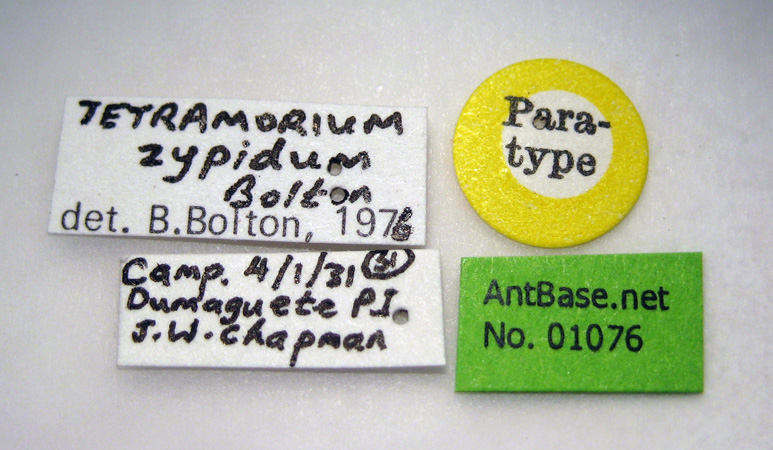 TETRAMORIUM
zypidum
Bolton
det. B.Bolton, 1976
Para-
type
Camp. 4/1/31 31
Dumaguete P.I.
J.W. Chapman
AntBase.net
No. 01076